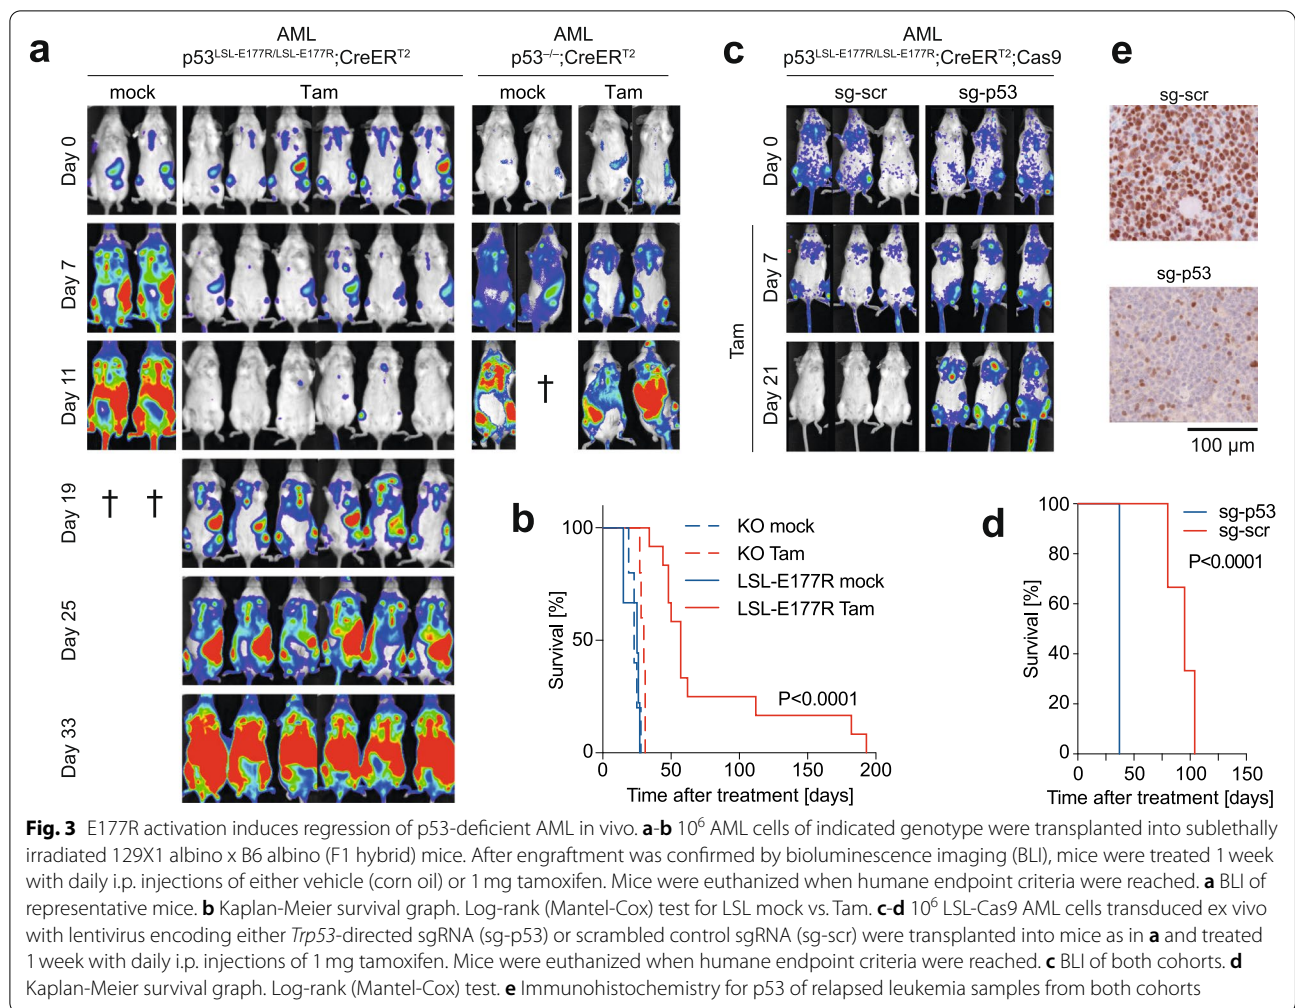 a
AML
p53LSL-E177R/LSL-E177R;CreERT2
mock
Tam
AML
p53–/–;CreERT2
mock
Tam
Day 0
Day 7
Day 11
†
Day 19
† †
Day 25
Day 33
c
AML
p53LSL-E177R/LSL-E177R;CreERT2;Cas9
sg-scr
sg-p53
Day 0
Tam
Day 7
Day 21
e
sg-scr
sg-p53
100 µm
b
KO mock
KO Tam
LSL-E177R mock
LSL-E177R Tam
P<0.0001
Survival [%]
100
50
0
0 50 100 150 200
Time after treatment [days]
d
sg-p53
sg-scr
P<0.0001
Survival [%]
100
80
60
40
20
0
0 50 100 150
Time after treatment [days]
Fig. 3 E177R activation induces regression of p53-deficient AML in vivo. a-b 10⁶ AML cells of indicated genotype were transplanted into sublethally
irradiated 129X1 albino x B6 albino (F1 hybrid) mice. After engraftment was confirmed by bioluminescence imaging (BLI), mice were treated 1 week
with daily i.p. injections of either vehicle (corn oil) or 1 mg tamoxifen. Mice were euthanized when humane endpoint criteria were reached. a BLI of
representative mice. b Kaplan-Meier survival graph. Log-rank (Mantel-Cox) test for LSL mock vs. Tam. c-d 10⁶ LSL-Cas9 AML cells transduced ex vivo
with lentivirus encoding either Trp53-directed sgRNA (sg-p53) or scrambled control sgRNA (sg-scr) were transplanted into mice as in a and treated
1 week with daily i.p. injections of 1 mg tamoxifen. Mice were euthanized when humane endpoint criteria were reached. c BLI of both cohorts. d
Kaplan-Meier survival graph. Log-rank (Mantel-Cox) test. e Immunohistochemistry for p53 of relapsed leukemia samples from both cohorts